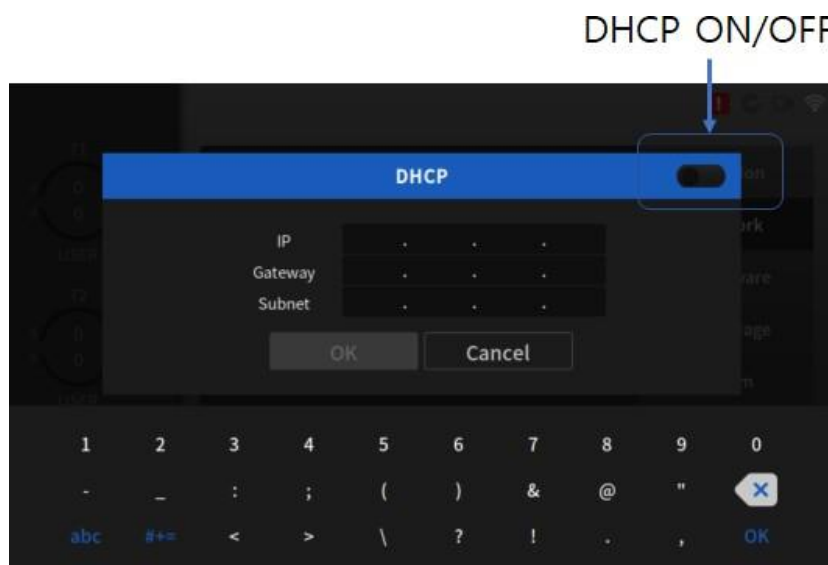 DHCP ON/OFF
DHCP
IP . . .
Gateway . . .
Subnet . . .
OK Cancel
1 2 3 4 5 6 7 8 9 0
- _ : ; ( ) & @ "
abc #+= < > \ ? ! . , OK